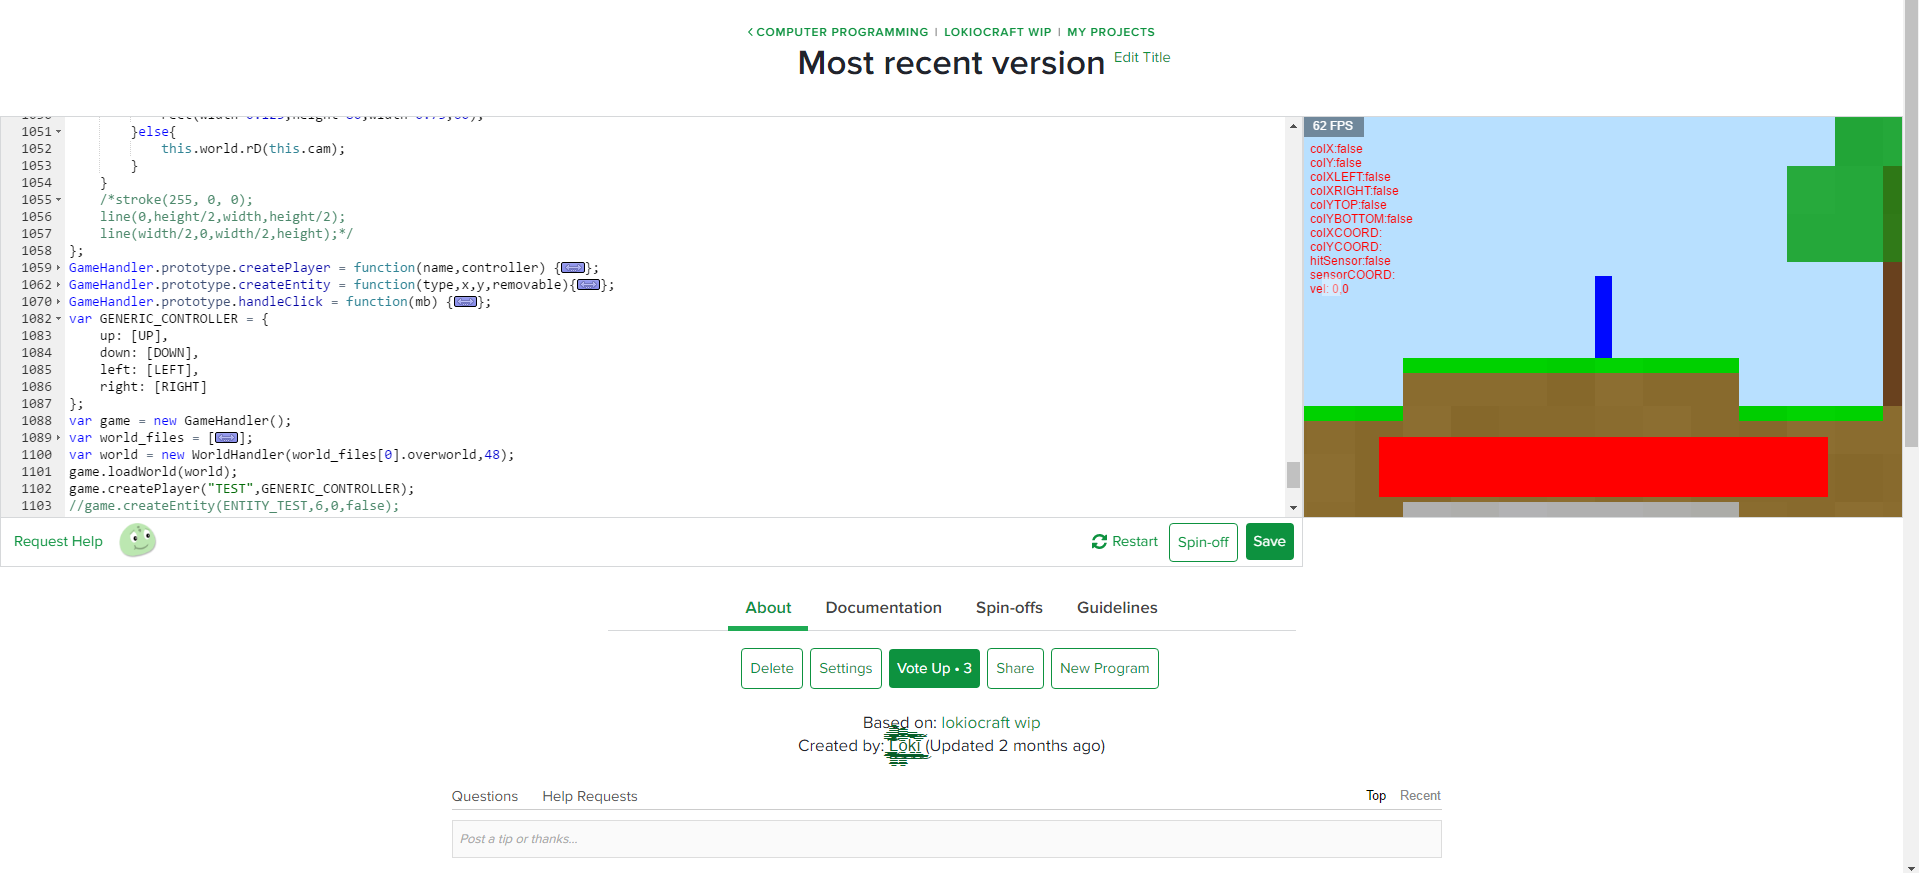 < COMPUTER PROGRAMMING | LOKIOCRAFT WIP | MY PROJECTS
Most recent version Edit Title
1051 }else{
1052 this.world.rD(this.cam);
1053 }
1054 }
1055 /*stroke(255, 0, 0);
1056 line(0,height/2,width,height/2);
1057 line(width/2,0,width/2,height);*/
1058 };
1059 GameHandler.prototype.createPlayer = function(name,controller) {};
1062 GameHandler.prototype.createEntity = function(type,x,y,removable){};
1070 GameHandler.prototype.handleClick = function(mb) {};
1082 var GENERIC_CONTROLLER = {
1083 up: [UP],
1084 down: [DOWN],
1085 left: [LEFT],
1086 right: [RIGHT]
1087 };
1088 var game = new GameHandler();
1089 var world_files = [];
1100 var world = new WorldHandler(world_files[0].overworld,48);
1101 game.loadWorld(world);
1102 game.createPlayer("TEST",GENERIC_CONTROLLER);
1103 //game.createEntity(ENTITY_TEST,6,0,false);
62 FPS
colX:false
colY:false
colXLEFT:false
colXRIGHT:false
colYTOP:false
colYBOTTOM:false
colXCOORD:
colYCOORD:
hitSensor:false
sensorCOORD:
vel: 0,0
Request Help
Restart
Spin-off
Save
About Documentation Spin-offs Guidelines
Delete Settings Vote Up • 3 Share New Program
Based on: lokiocraft wip
Created by: Loki (Updated 2 months ago)
Questions Help Requests Top Recent
Post a tip or thanks...